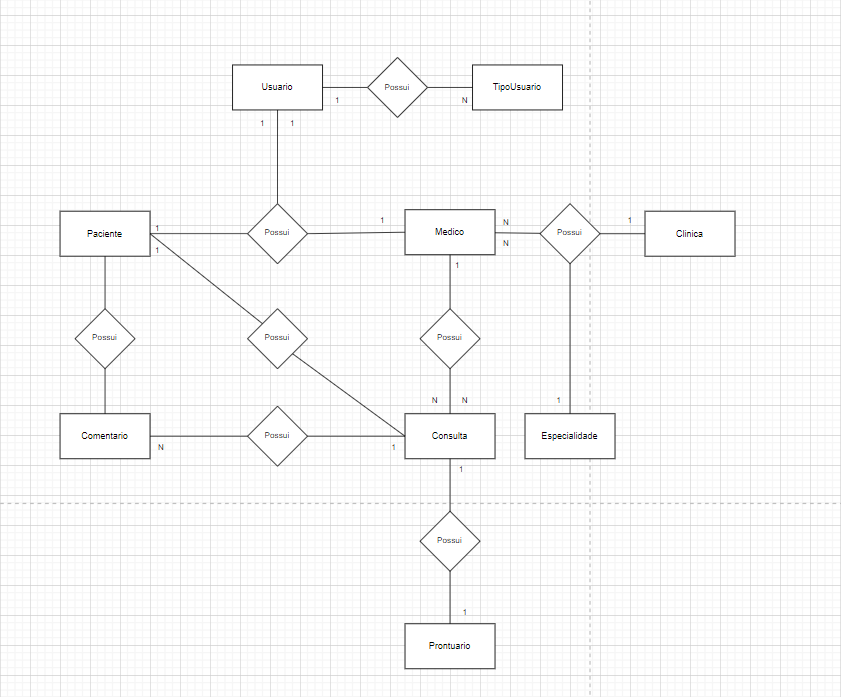 Usuario
Possui
TipoUsuario
1
N
1
1
Paciente
1
1
Possui
1
Medico
N
N
Possui
1
Clinica
1
Possui
Possui
Possui
N
N
1
Comentario
N
Possui
1
Consulta
Especialidade
1
Possui
1
Prontuario